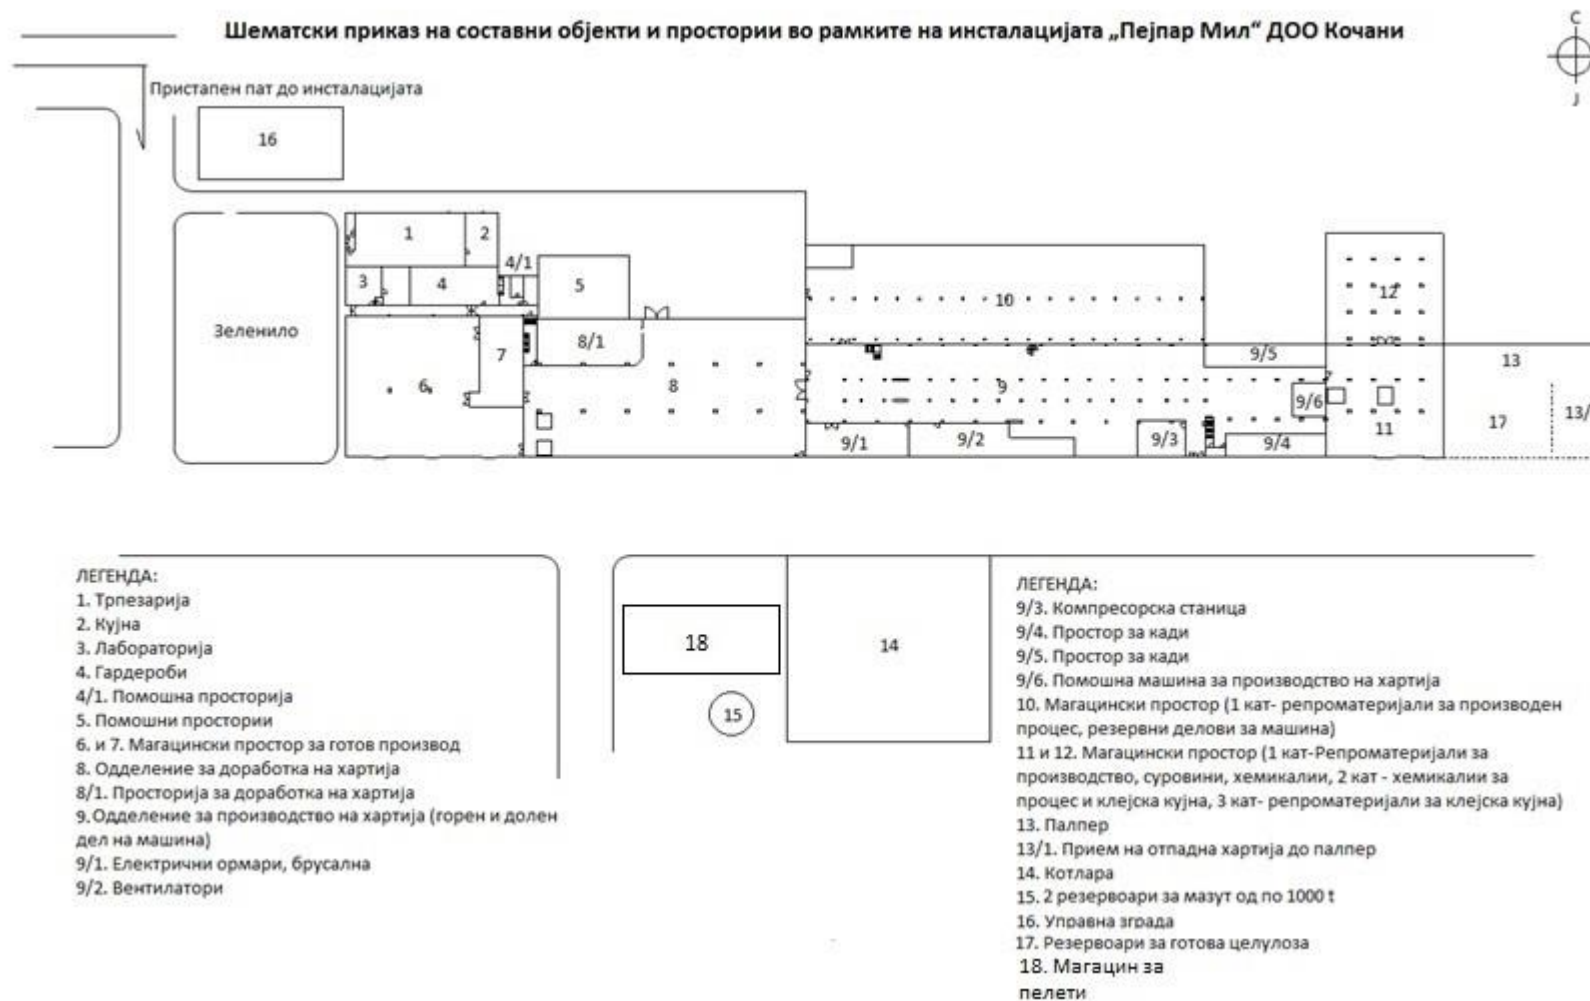 Шематски приказ на составни објекти и простории во рамките на инсталацијата „Пејпар Мил“ ДОО Кочани
С
Ј
Пристапен пат до инсталацијата
16
1
2
4/1
3
4
5
10
12
Зеленило
7
8/1
9/5
13
6
8
9
9/6
13/
17
11
9/1
9/2
9/3
9/4
18
14
15
ЛЕГЕНДА:
1. Трпезарија
2. Кујна
3. Лабораторија
4. Гардероби
4/1. Помошна просторија
5. Помошни простории
6. и 7. Магацински простор за готов производ
8. Одделение за доработка на хартија
8/1. Просторија за доработка на хартија
9. Одделение за производство на хартија (горен и долен
дел на машина)
9/1. Електрични ормари, брусална
9/2. Вентилатори
ЛЕГЕНДА:
9/3. Компресорска станица
9/4. Простор за кади
9/5. Простор за кади
9/6. Помошна машина за производство на хартија
10. Магацински простор (1 кат- репроматеријали за производен
процес, резервни делови за машина)
11 и 12. Магацински простор (1 кат-Репроматеријали за
производство, суровини, хемикалии, 2 кат - хемикалии за
процес и клејска кујна, 3 кат- репроматеријали за клејска кујна)
13. Палпер
13/1. Прием на отпадна хартија до палпер
14. Котлара
15. 2 резервоари за мазут од по 1000 t
16. Управна зграда
17. Резервоари за готова целулоза
18. Магацин за
пелети